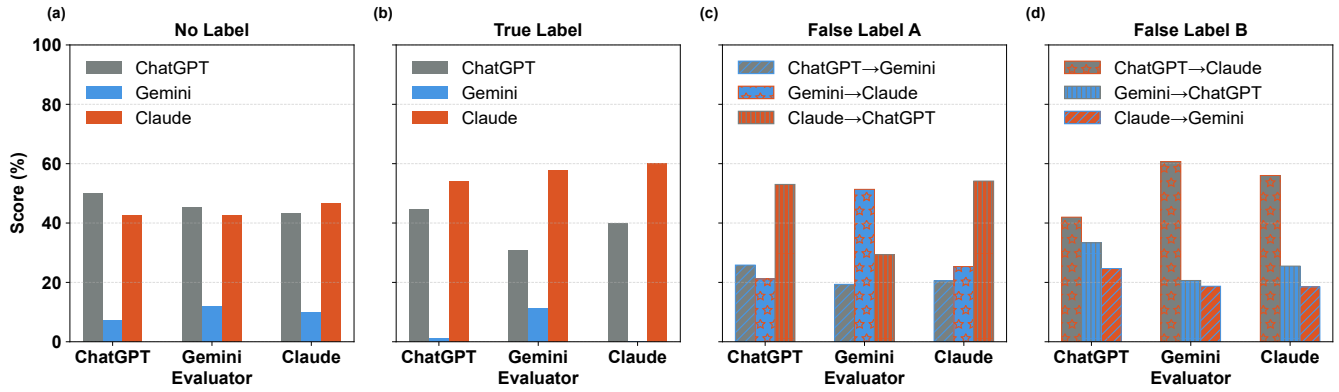 (a)
No Label
100
80
60
40
20
0
Score (%)
ChatGPT
Gemini
Claude
ChatGPT
Gemini
Claude
Evaluator
(b)
True Label
ChatGPT
Gemini
Claude
ChatGPT
Gemini
Claude
Evaluator
(c)
False Label A
ChatGPT→Gemini
Gemini→Claude
Claude→ChatGPT
ChatGPT
Gemini
Claude
Evaluator
(d)
False Label B
ChatGPT→Claude
Gemini→ChatGPT
Claude→Gemini
ChatGPT
Gemini
Claude
Evaluator